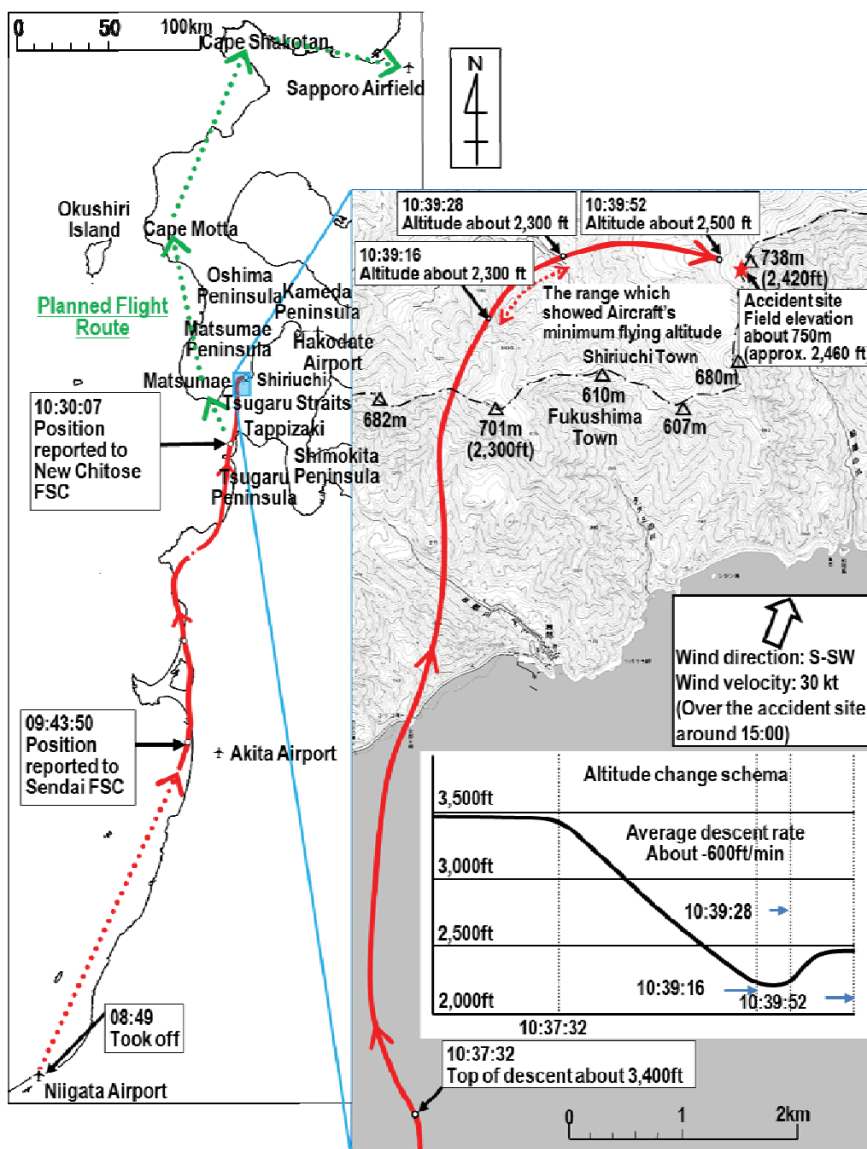 0
50
100km
Cape Shakotan
Sapporo Airfield
N
Okushiri
Island
Cape Motta
Oshima
Peninsula
Kameda
Peninsula
Planned Flight
Route
Matsumae
Peninsula
Hakodate
Airport
Matsumae
Shiriuchi
Tsugaru Straits
Tappizaki
Shimokita
Peninsula
Tsugaru
Peninsula
10:30:07
Position
reported to
New Chitose
FSC
09:43:50
Position
reported to
Sendai FSC
Akita Airport
08:49
Took off
Niigata Airport
10:39:28
Altitude about 2,300 ft
10:39:52
Altitude about 2,500 ft
10:39:16
Altitude about 2,300 ft
738m
(2,420ft)
The range which
showed Aircraft's
minimum flying altitude
Accident site
Field elevation
about 750m
(approx. 2,460 ft)
Shiriuchi Town
680m
610m
682m
701m
(2,300ft)
Fukushima
Town
607m
Wind direction: S-SW
Wind velocity: 30 kt
(Over the accident site
around 15:00)
Altitude change schema
3,500ft
Average descent rate
About -600ft/min
3,000ft
10:39:28
2,500ft
10:39:16
10:39:52
2,000ft
10:37:32
10:37:32
Top of descent about 3,400ft
0
1
2km